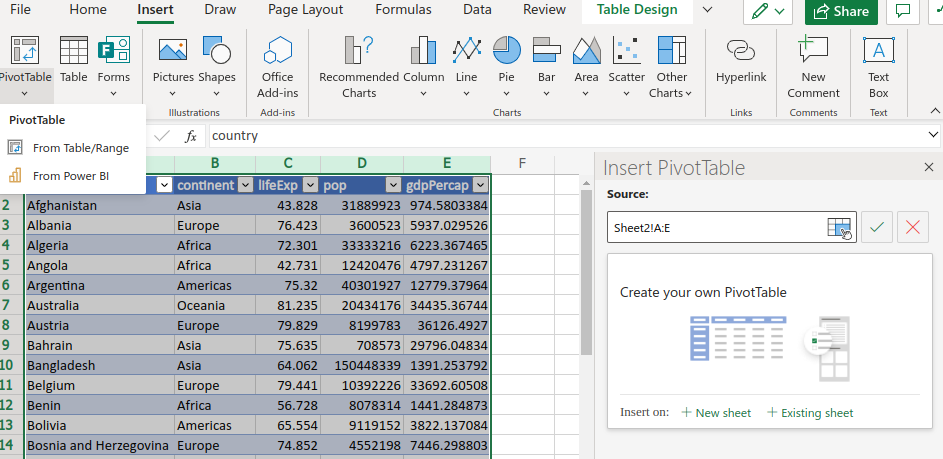 File Home Insert Draw Page Layout Formulas Data Review Table Design
Share
PivotTable Table Forms Pictures Shapes Office Add-ins Recommended Charts Column Line Pie Bar Area Scatter Other Charts Hyperlink New Comment Text Box
Illustrations Add-ins Charts Links Comments Text
PivotTable
From Table/Range
From Power BI
fx country
B C D E F
continent lifeExp pop gdpPercap
2 Afghanistan Asia 43.828 31889923 974.5803384
3 Albania Europe 76.423 3600523 5937.029526
4 Algeria Africa 72.301 33333216 6223.367465
5 Angola Africa 42.731 12420476 4797.231267
6 Argentina Americas 75.32 40301927 12779.37964
7 Australia Oceania 81.235 20434176 34435.36744
8 Austria Europe 79.829 8199783 36126.4927
9 Bahrain Asia 75.635 708573 29796.04834
10 Bangladesh Asia 64.062 150448339 1391.253792
11 Belgium Europe 79.441 10392226 33692.60508
12 Benin Africa 56.728 8078314 1441.284873
13 Bolivia Americas 65.554 9119152 3822.137084
14 Bosnia and Herzegovina Europe 74.852 4552198 7446.298803
Insert PivotTable
Source:
Sheet2!A:E
Create your own PivotTable
Insert on: + New sheet + Existing sheet